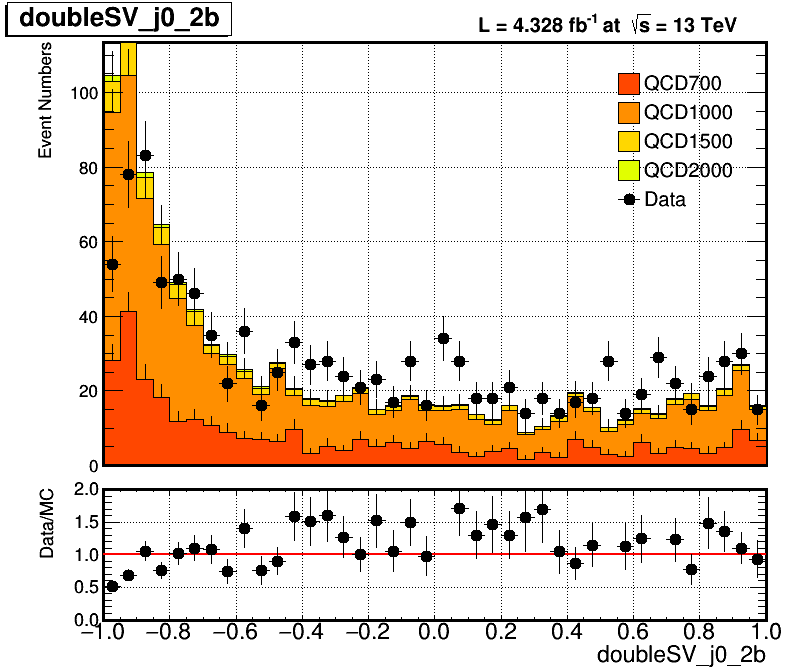 doubleSV_j0_2b
L = 4.328 fb⁻¹ at √s = 13 TeV
Event Numbers
100
80
60
40
20
0
QCD700
QCD1000
QCD1500
QCD2000
Data
Data/MC
2.0
1.5
1.0
0.5
0.0
−1.0 −0.8 −0.6 −0.4 −0.2 0.0 0.2 0.4 0.6 0.8 1.0
doubleSV_j0_2b